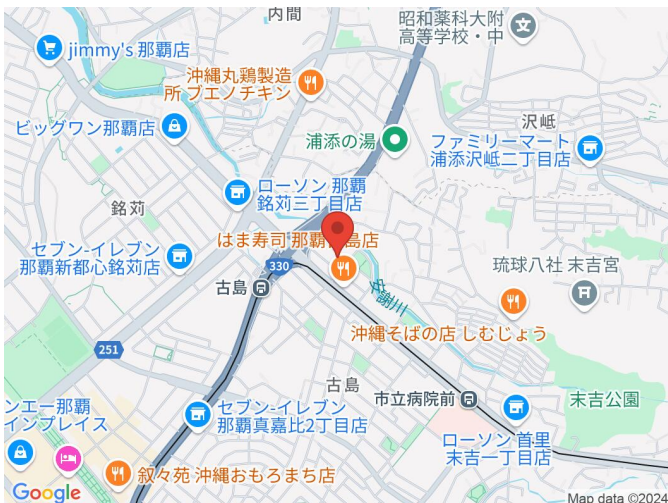 内間
昭和薬科大附
高等学校・中
jimmy's 那覇店
沖縄丸鶏製造
所 ブエノチキン
沢岻
ビッグワン那覇店
浦添の湯
ファミリーマート
浦添沢岻二丁目店
ローソン 那覇
銘苅三丁目店
銘苅
はま寿司 那覇 島店
セブン-イレブン
那覇新都心銘苅店
330
琉球八社 末吉宮
古島
沖縄そばの店 しむじょう
251
古島
市立病院前
末吉公園
ンエー那覇
インプレイス
セブン-イレブン
那覇真嘉比2丁目店
ローソン 首里
末吉一丁目店
叙々苑 沖縄おもろまち店
Google
Map data ©2024